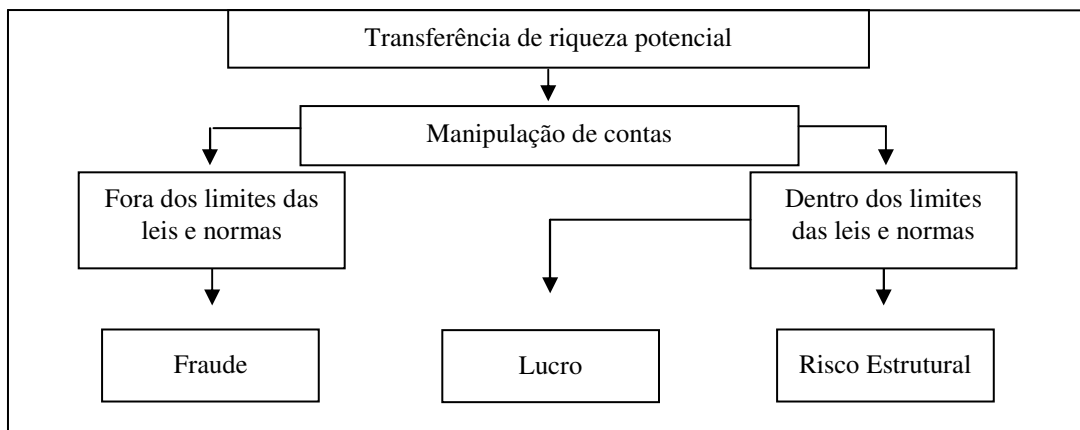 Transferência de riqueza potencial
Manipulação de contas
Fora dos limites das
leis e normas
Dentro dos limites
das leis e normas
Fraude
Lucro
Risco Estrutural